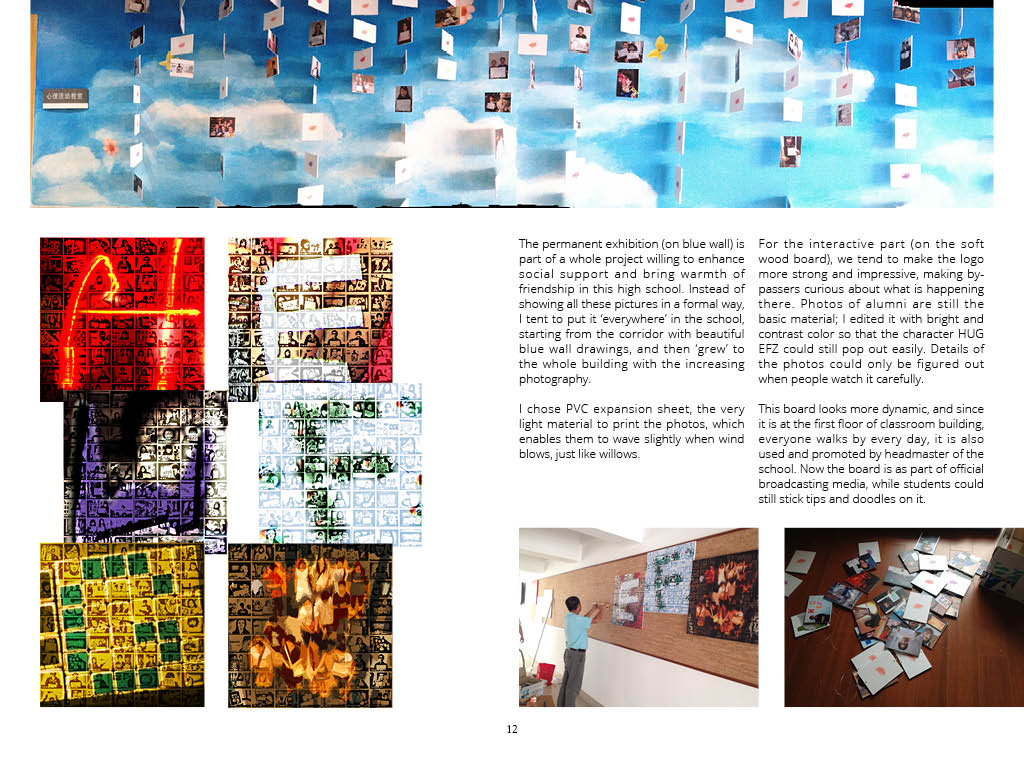 心理活动教室
The permanent exhibition (on blue wall) is
part of a whole project willing to enhance
social support and bring warmth of
friendship in this high school. Instead of
showing all these pictures in a formal way,
I tent to put it ‘everywhere’ in the school,
starting from the corridor with beautiful
blue wall drawings, and then ‘grew’ to
the whole building with the increasing
photography.
I chose PVC expansion sheet, the very
light material to print the photos, which
enables them to wave slightly when wind
blows, just like willows.
For the interactive part (on the soft
wood board), we tend to make the logo
more strong and impressive, making by-
passers curious about what is happening
there. Photos of alumni are still the
basic material; I edited it with bright and
contrast color so that the character HUG
EFZ could still pop out easily. Details of
the photos could only be figured out
when people watch it carefully.
This board looks more dynamic, and since
it is at the first floor of classroom building,
everyone walks by every day, it is also
used and promoted by headmaster of the
school. Now the board is as part of official
broadcasting media, while students could
still stick tips and doodles on it.
12